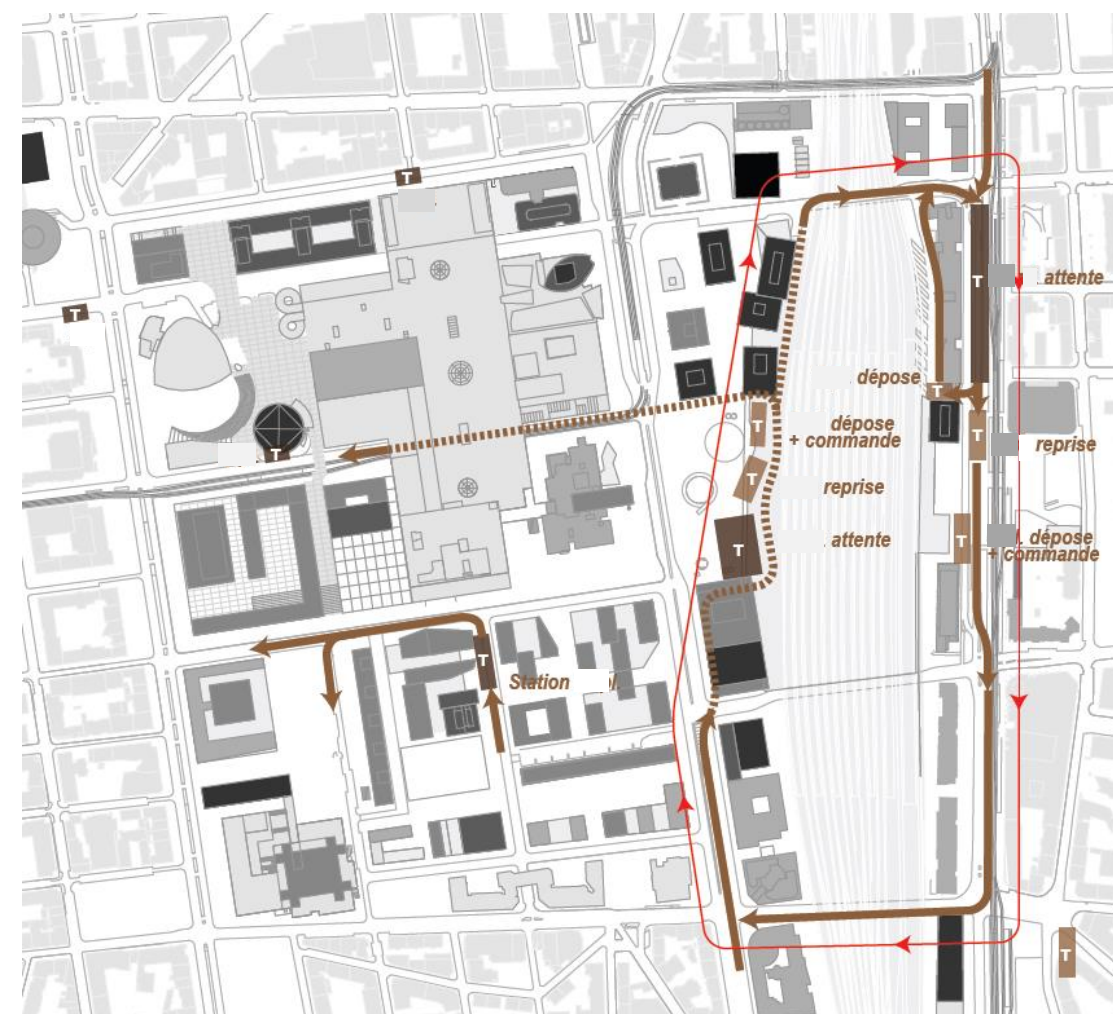 T
T
T
attente
dépose
T
T
dépose
+ commande
T
reprise
T
reprise
T
T
attente
T
dépose
+ commande
T
Station
T